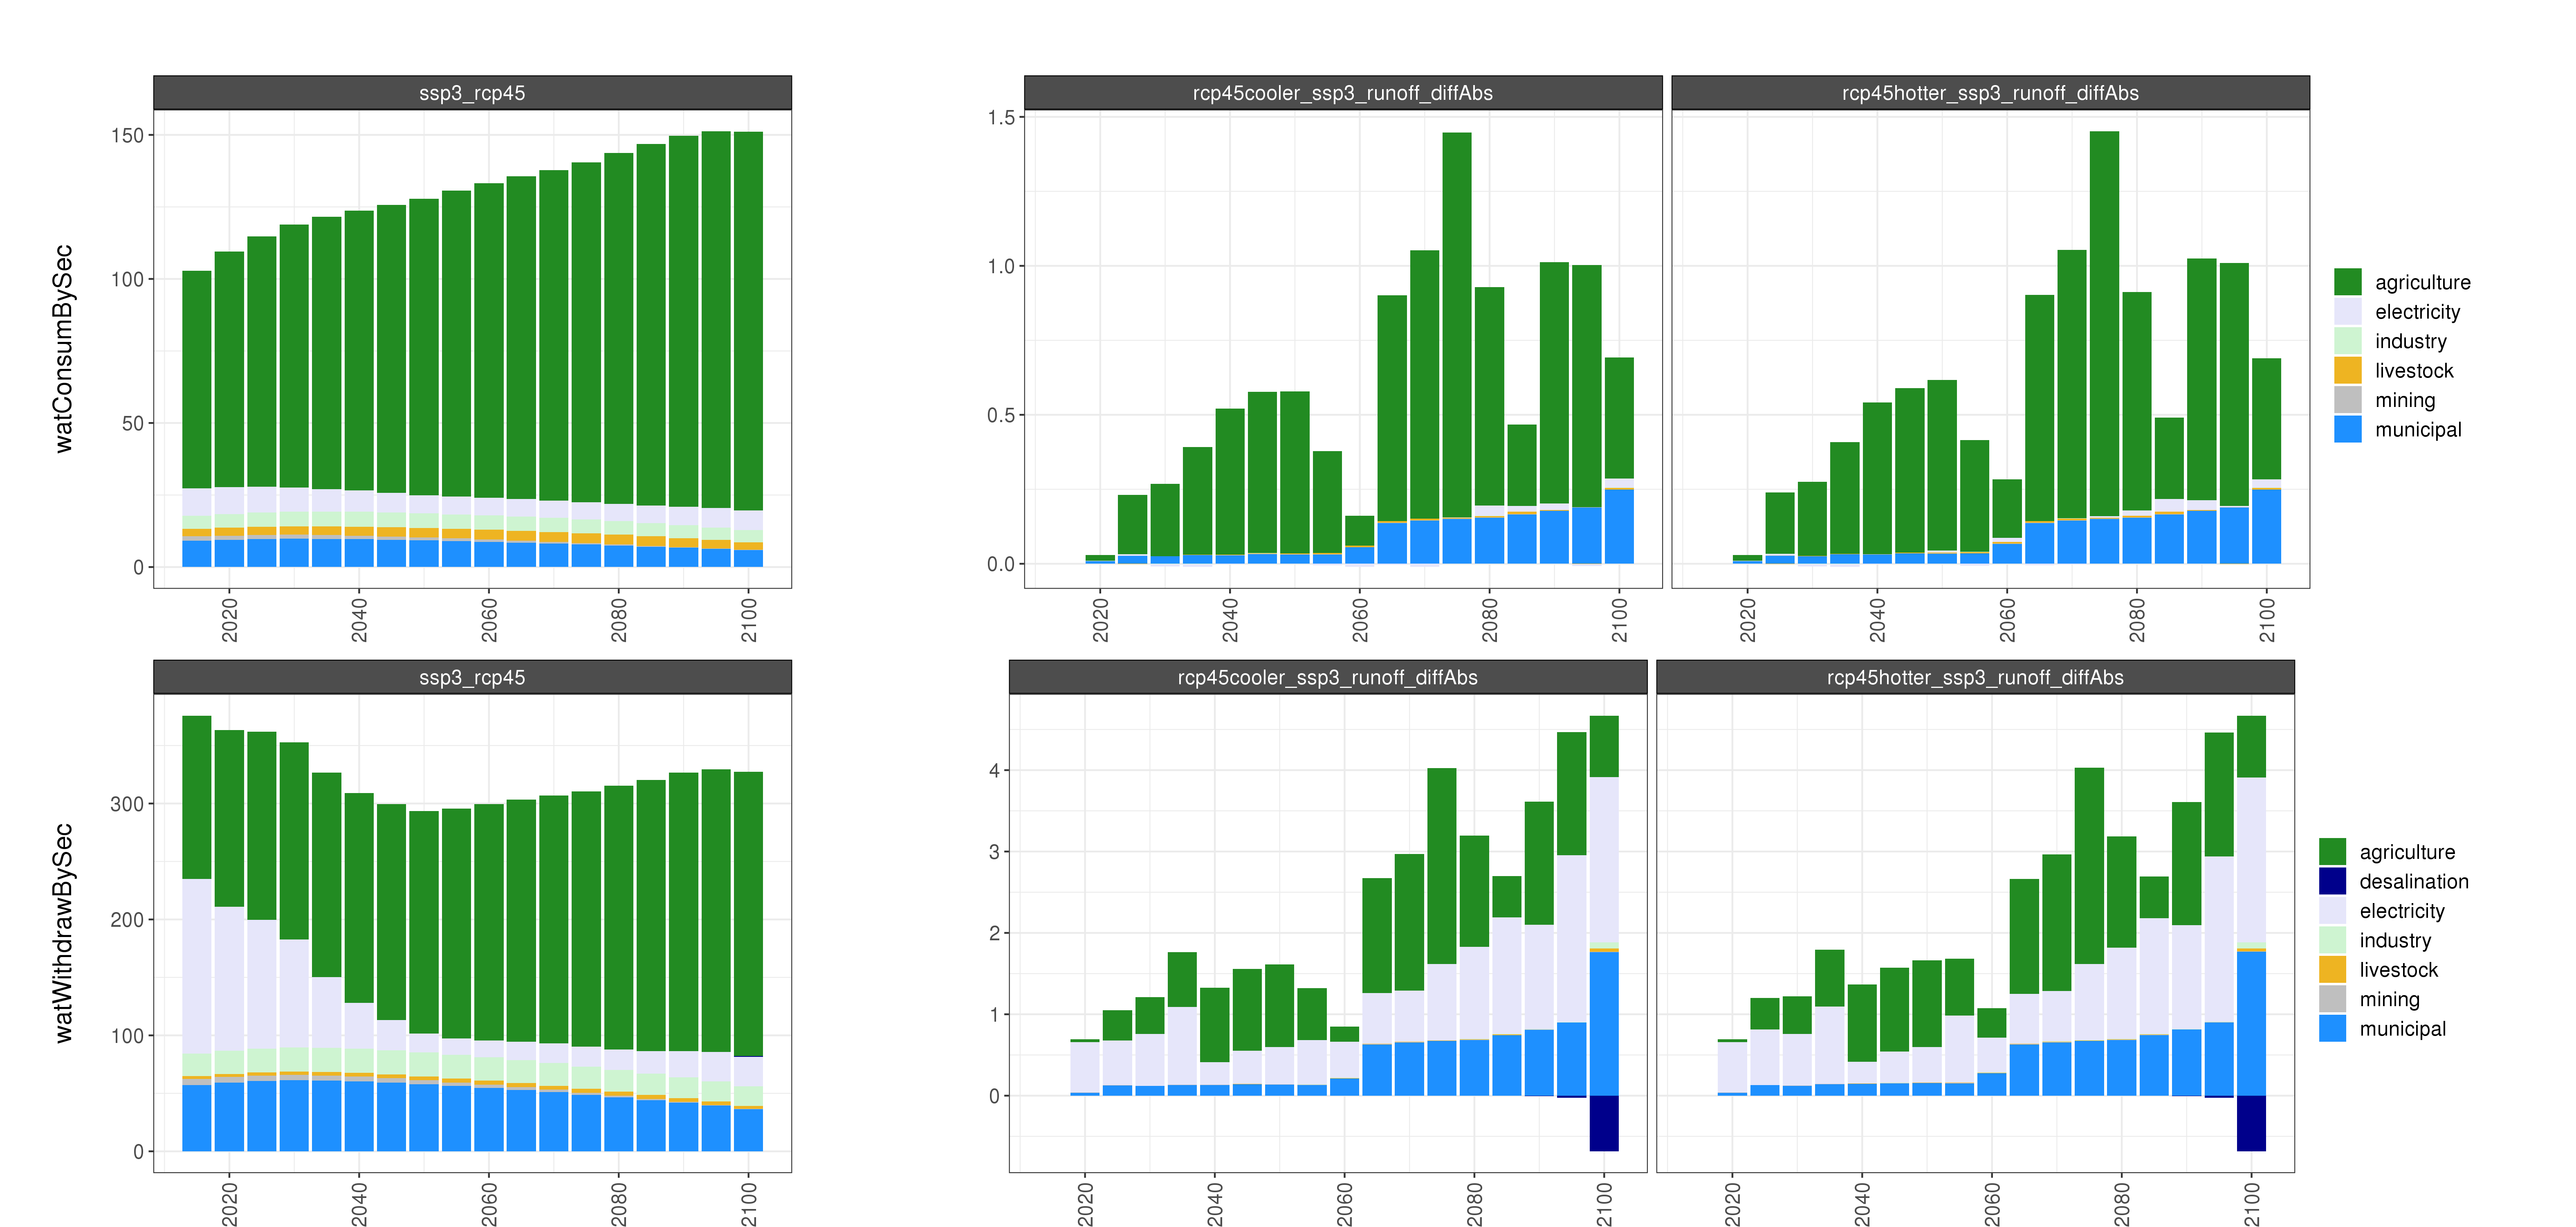 ssp3_rcp45
rcp45cooler_ssp3_runoff_diffAbs
rcp45hotter_ssp3_runoff_diffAbs
watConsumBySec
150
100
50
0
1.5
1.0
0.5
0.0
2020 2040 2060 2080 2100
2020 2040 2060 2080 2100
2020 2040 2060 2080 2100
agriculture
electricity
industry
livestock
mining
municipal
ssp3_rcp45
rcp45cooler_ssp3_runoff_diffAbs
rcp45hotter_ssp3_runoff_diffAbs
watWithdrawBySec
300
200
100
0
4
3
2
1
0
2020 2040 2060 2080 2100
2020 2040 2060 2080 2100
2020 2040 2060 2080 2100
agriculture
desalination
electricity
industry
livestock
mining
municipal